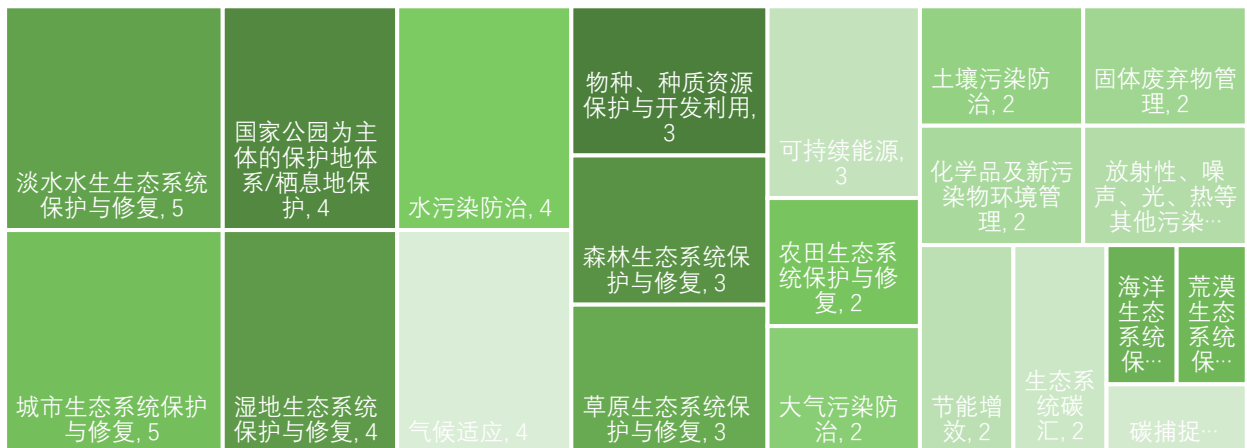 淡水水生生态系统
保护与修复, 5
国家公园为主
体的保护地体
系/栖息地保
护, 4
水污染防治, 4
物种、种质资源
保护与开发利用,
3
森林生态系统保
护与修复, 3
可持续能源,
3
土壤污染防
治, 2
固体废弃物管
理, 2
化学品及新污
染物环境管
理, 2
放射性、噪
声、光、热等
其他污染…
城市生态系统保护
与修复, 5
湿地生态系统
保护与修复, 4
气候适应, 4
草原生态系统保
护与修复, 3
农田生态系
统保护与修
复, 2
大气污染防
治, 2
节能增
效, 2
生态系
统碳
汇, 2
海洋
生态
系统
保…
荒漠
生态
系统
保…
碳捕捉…